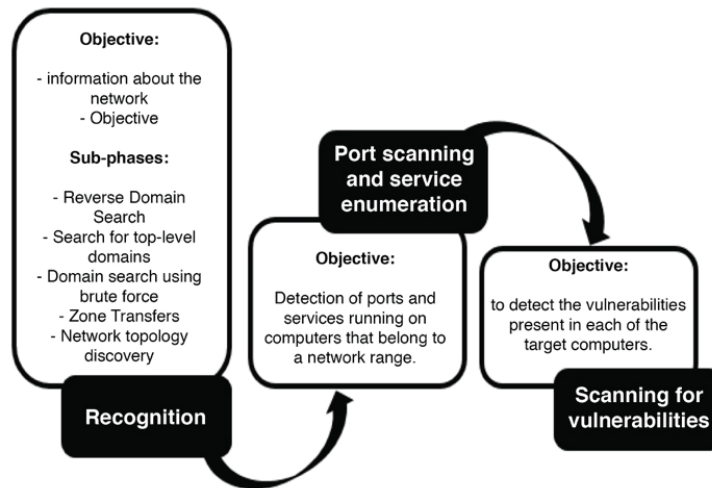 Objective:
- information about the
network
- Objective
Sub-phases:
- Reverse Domain
Search
- Search for top-level
domains
- Domain search using
brute force
- Zone Transfers
- Network topology
discovery
Recognition
Port scanning
and service
enumeration
Objective:
Detection of ports and
services running on
computers that belong to
a network range.
Objective:
to detect the vulnerabilities
present in each of the
target computers.
Scanning for
vulnerabilities